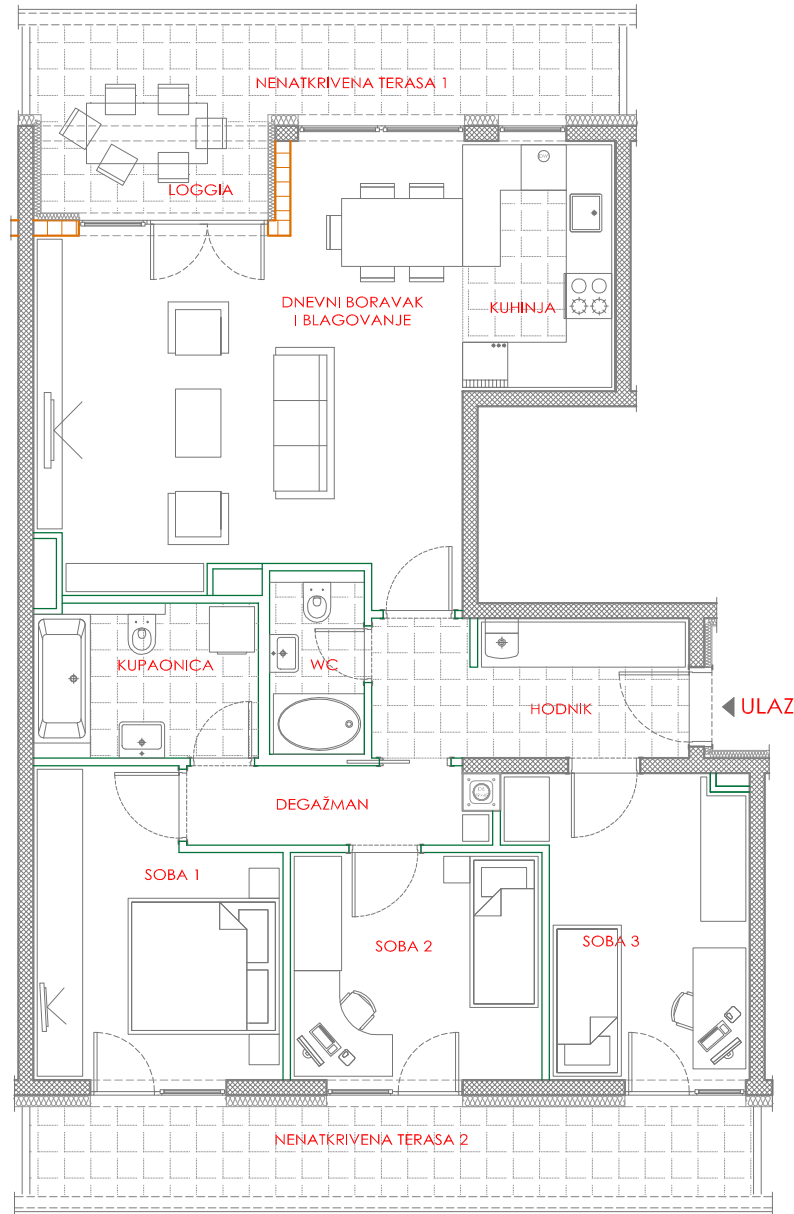 NENATKRIVENA TERASA 1
LOGGIA
DNEVNI BORAVAK
I BLAGOVANJE
KUHINJA
KUPAONICA
WC
HODNIK
ULAZ
DEGAŽMAN
SOBA 1
SOBA 2
SOBA 3
NENATKRIVENA TERASA 2